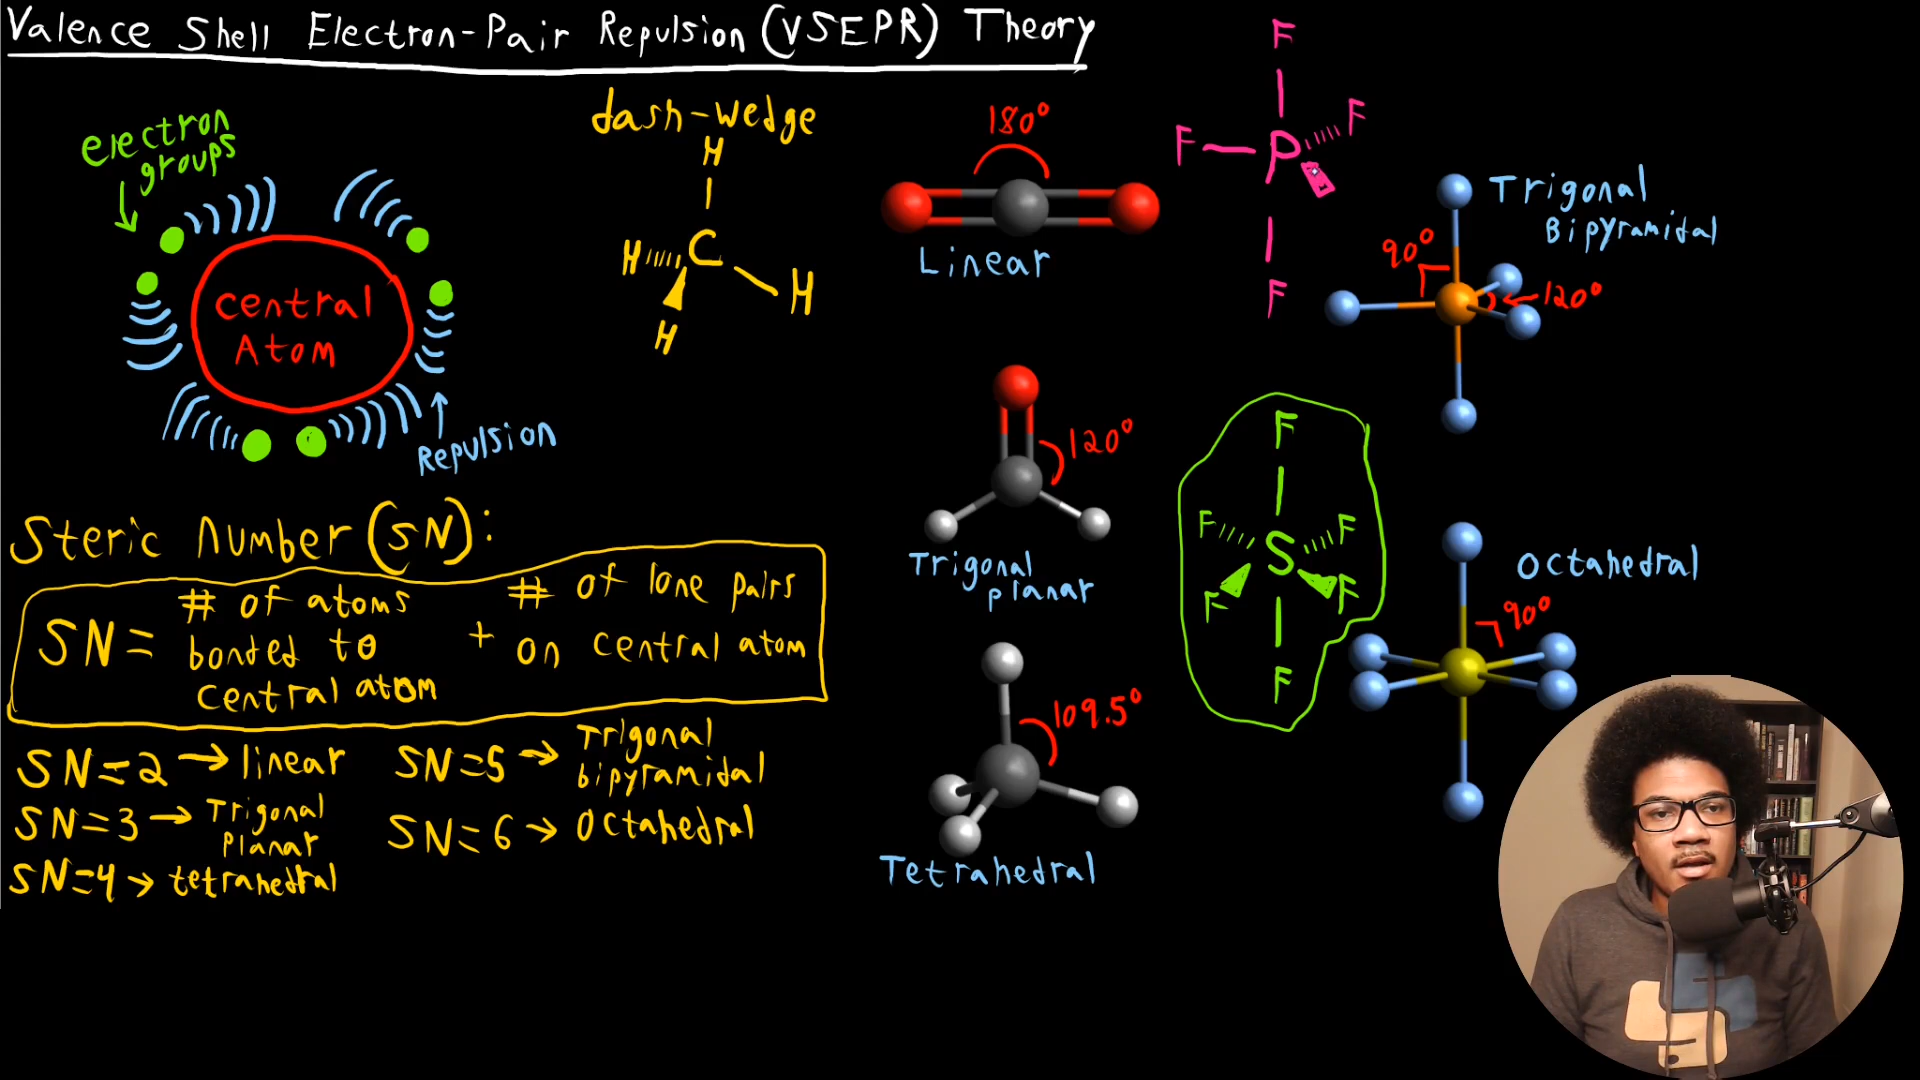 Valence Shell Electron-Pair Repulsion (VSEPR) Theory
electron
groups
central
Atom
Repulsion
dash-wedge
H
C
H
H
H
180°
Linear
F
F
P
F
F
Trigonal
Bipyramidal
90°
120°
120°
Trigonal
planar
F
F
F
S
F
F
F
Octahedral
90°
109.5°
Tetrahedral
Steric number (SN):
SN = # of atoms
bonded to
central atom
+ # of lone pairs
on central atom
SN=2 → linear
SN=3 → Trigonal
planar
SN=4 → tetrahedral
SN=5 → Trigonal
bipyramidal
SN=6 → Octahedral